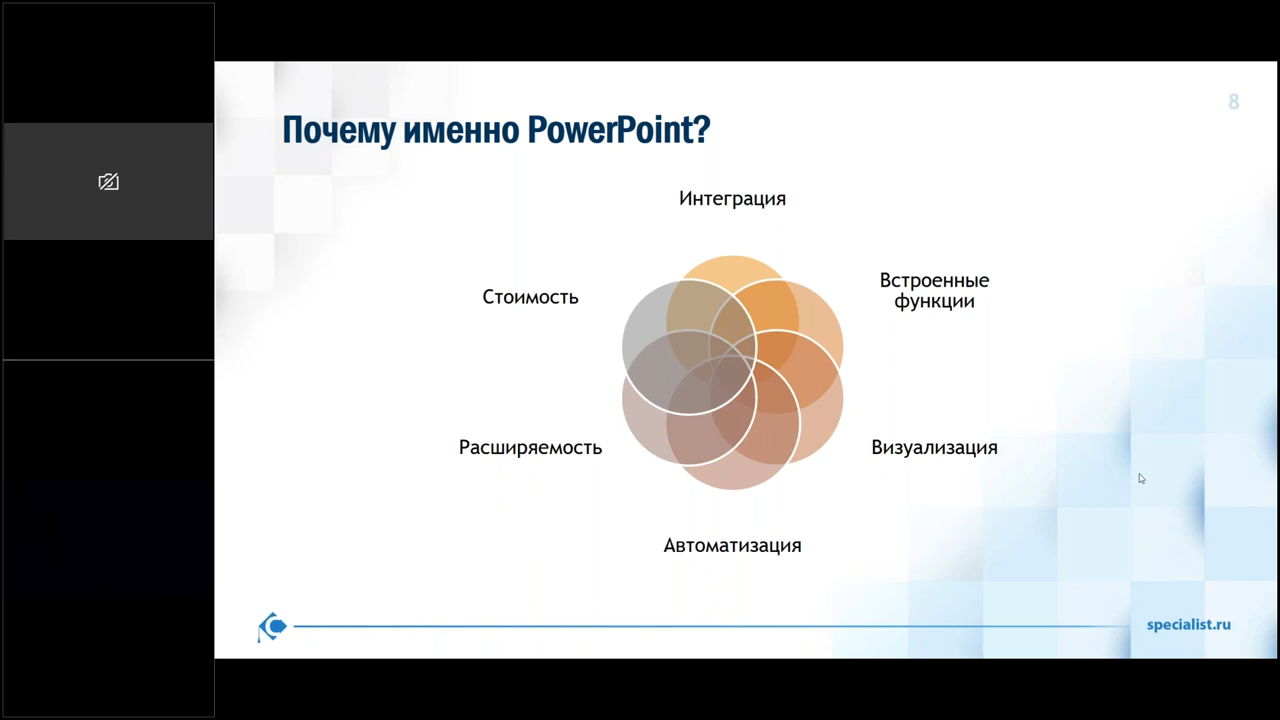 8
Почему именно PowerPoint?
Интеграция
Встроенные
функции
Стоимость
Расширяемость
Визуализация
Автоматизация
specialist.ru